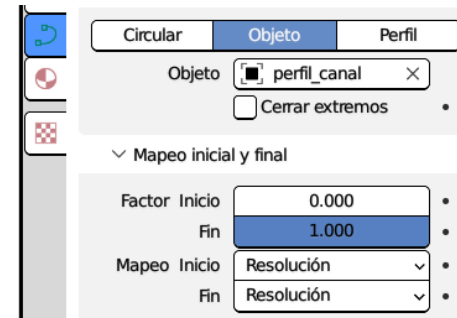 Circular Objeto Perfil
Objeto perfil_canal
Cerrar extremos
Mapeo inicial y final
Factor Inicio 0.000
Fin 1.000
Mapeo Inicio Resolución
Fin Resolución